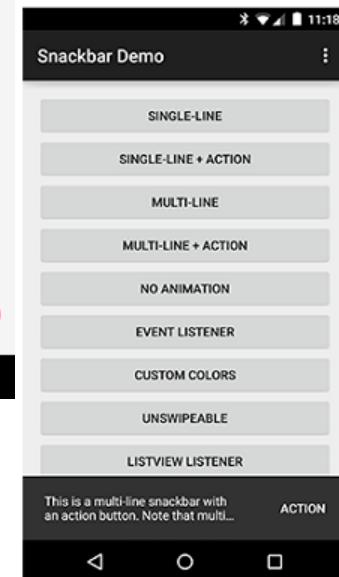 11:18
Snackbar Demo
SINGLE-LINE
SINGLE-LINE + ACTION
MULTI-LINE
MULTI-LINE + ACTION
NO ANIMATION
EVENT LISTENER
CUSTOM COLORS
UNSWIPEABLE
LISTVIEW LISTENER
This is a multi-line snackbar with
an action button. Note that multi...
ACTION